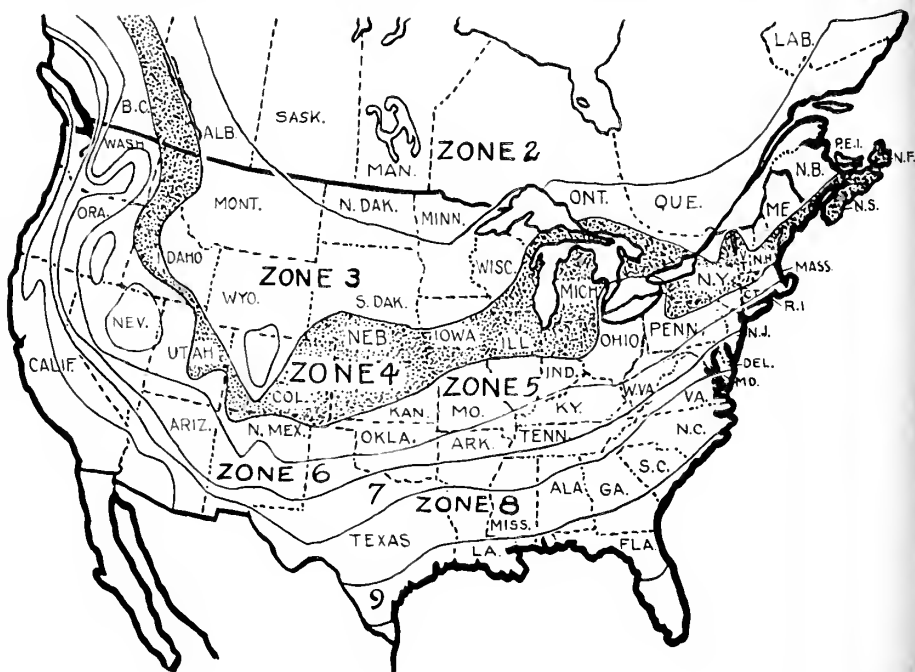 LAB.
B.C.
ALB.
SASK.
MAN.
ZONE 2
ONT.
QUE.
N.B.
P.E.I.
N.F.
N.S.
WASH.
MONT.
N. DAK.
MINN.
ME.
ORA.
IDAHO
ZONE 3
WISC.
MICH.
N.Y.
N.H.
MASS.
WYO.
S. DAK.
CT.
R.I.
NEV.
UTAH
NEB.
IOWA
ILL.
OHIO
PENN.
N.J.
CALIF.
COL.
ZONE 4
IND.
DEL.
MD.
KAN.
MO.
ZONE 5
KY.
W.VA.
VA.
ARIZ.
N. MEX.
OKLA.
ARK.
TENN.
N.C.
ZONE 6
7
ZONE 8
S.C.
MISS.
ALA.
GA.
TEXAS
LA.
FLA.
9